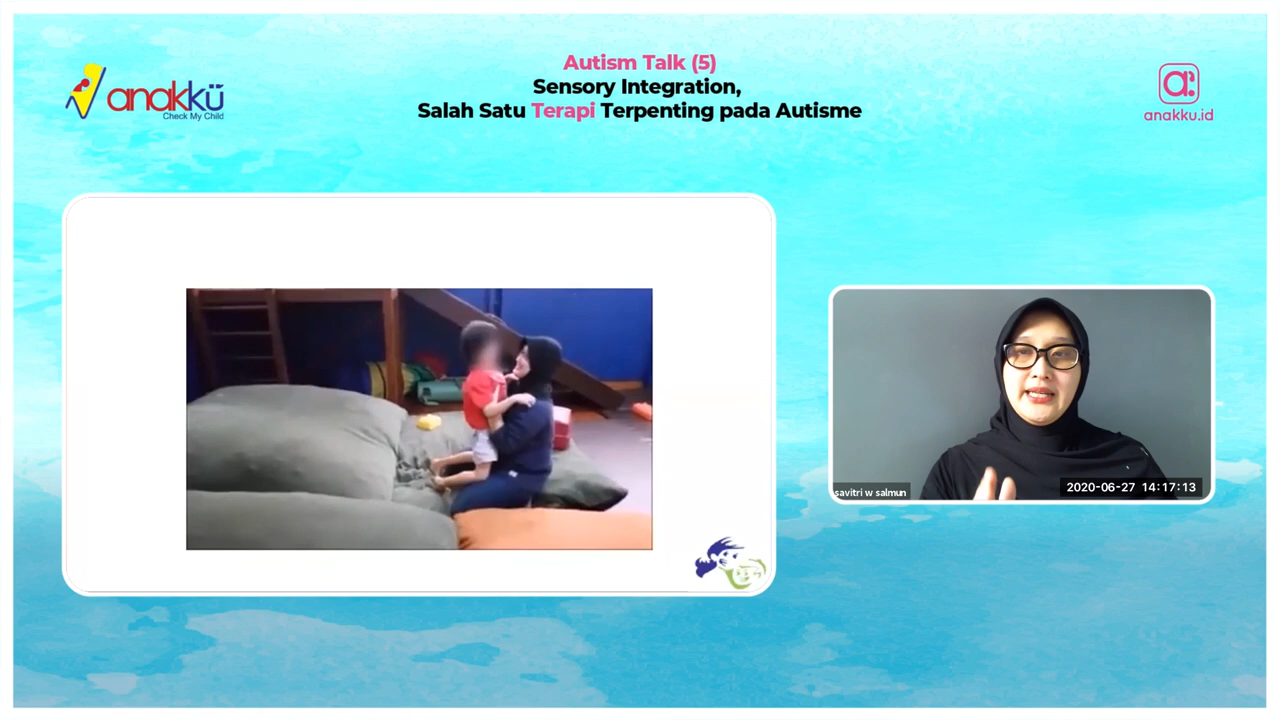 Autism Talk (5)
Sensory Integration,
Salah Satu Terapi Terpenting pada Autisme
anakkü
Check My Child
a:
anakku.id
savitri w salmun
2020-06-27 14:17:13